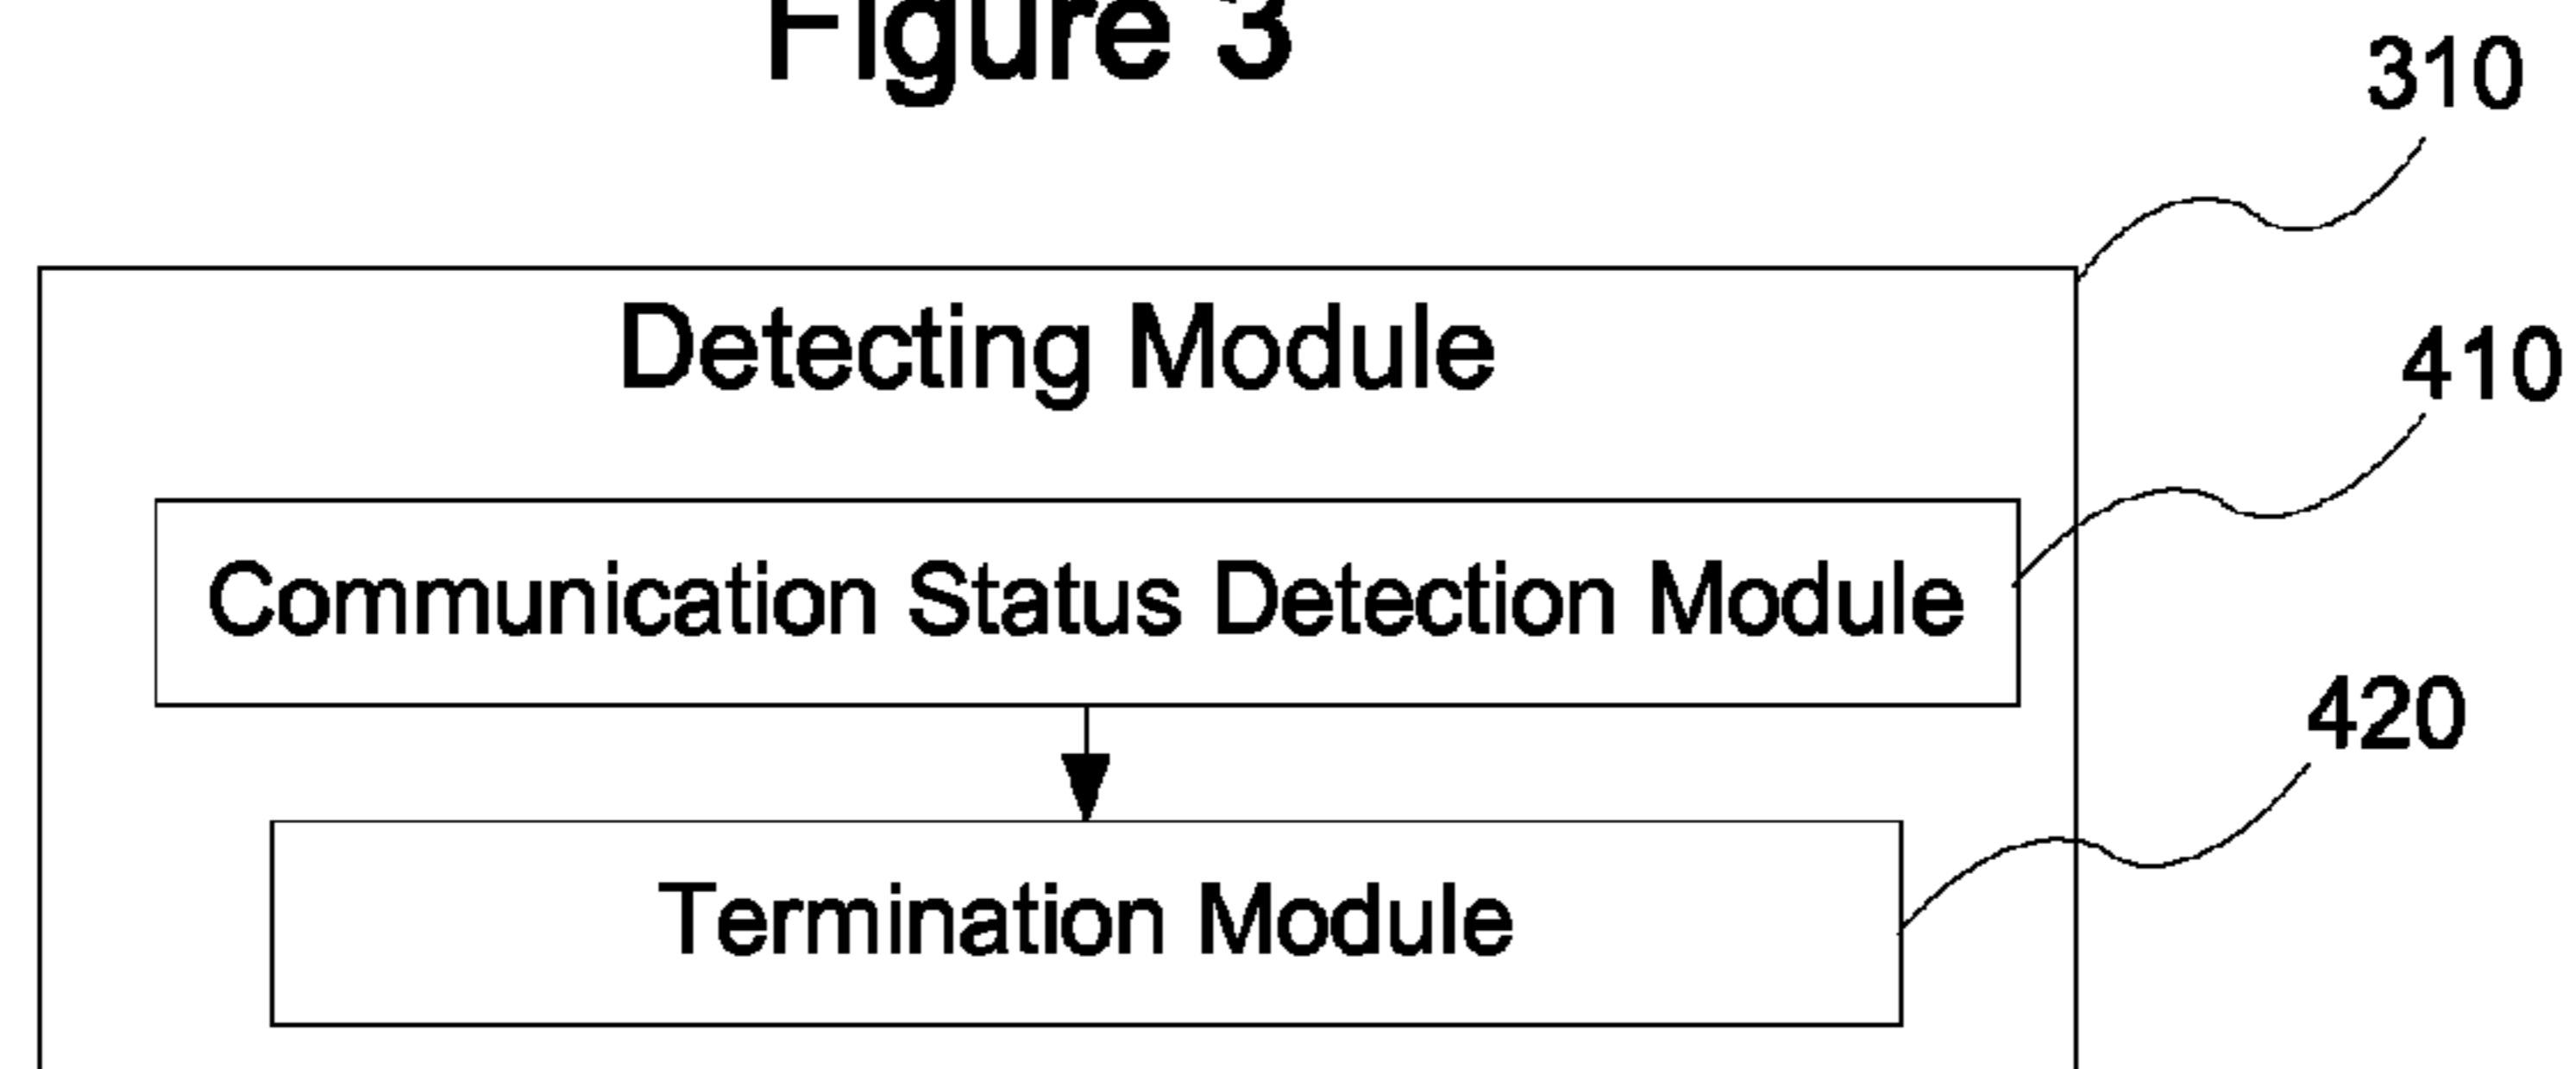 Figure 3
310
Detecting Module
410
Communication Status Detection Module
420
Termination Module